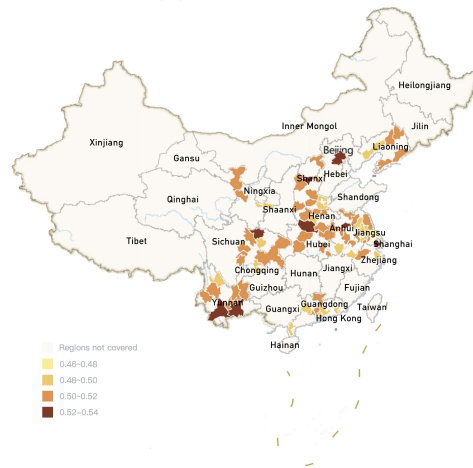 Heilongjiang
Jilin
Inner Mongol
Liaoning
Beijing
Xinjiang
Gansu
Hebei
Shanxi
Ningxia
Shandong
Qinghai
Shaanxi
Henan
Jiangsu
Anhui
Tibet
Sichuan
Hubei
Shanghai
Zhejiang
Chongqing
Hunan
Jiangxi
Guizhou
Fujian
Yunnan
Guangxi
Guangdong
Taiwan
Hong Kong
Hainan
Regions not covered
0.46~0.48
0.48~0.50
0.50~0.52
0.52~0.54